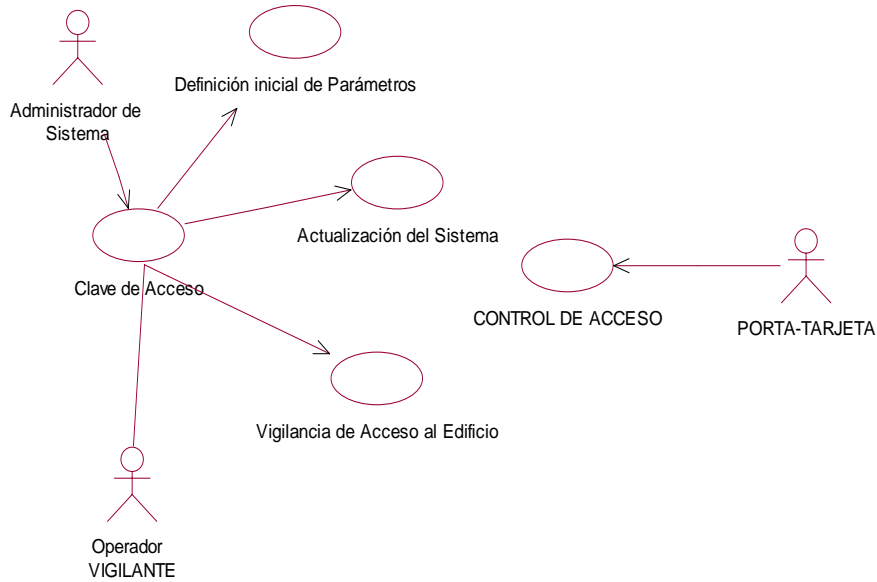 Definición inicial de Parámetros
Administrador de
Sistema
Actualización del Sistema
Clave de Acceso
CONTROL DE ACCESO
PORTA-TARJETA
Vigilancia de Acceso al Edificio
Operador
VIGILANTE